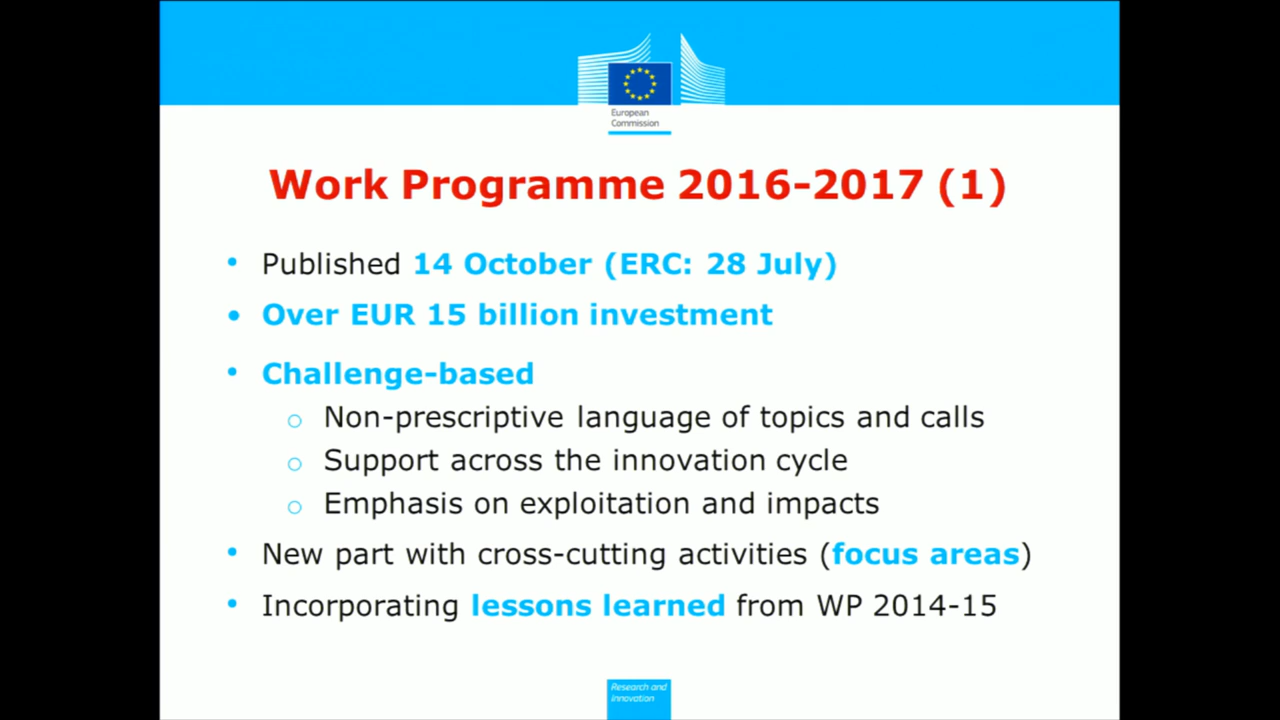 European
Commission
Work Programme 2016-2017 (1)
• Published 14 October (ERC: 28 July)
• Over EUR 15 billion investment
• Challenge-based
o Non-prescriptive language of topics and calls
o Support across the innovation cycle
o Emphasis on exploitation and impacts
• New part with cross-cutting activities (focus areas)
• Incorporating lessons learned from WP 2014-15
Research and
Innovation